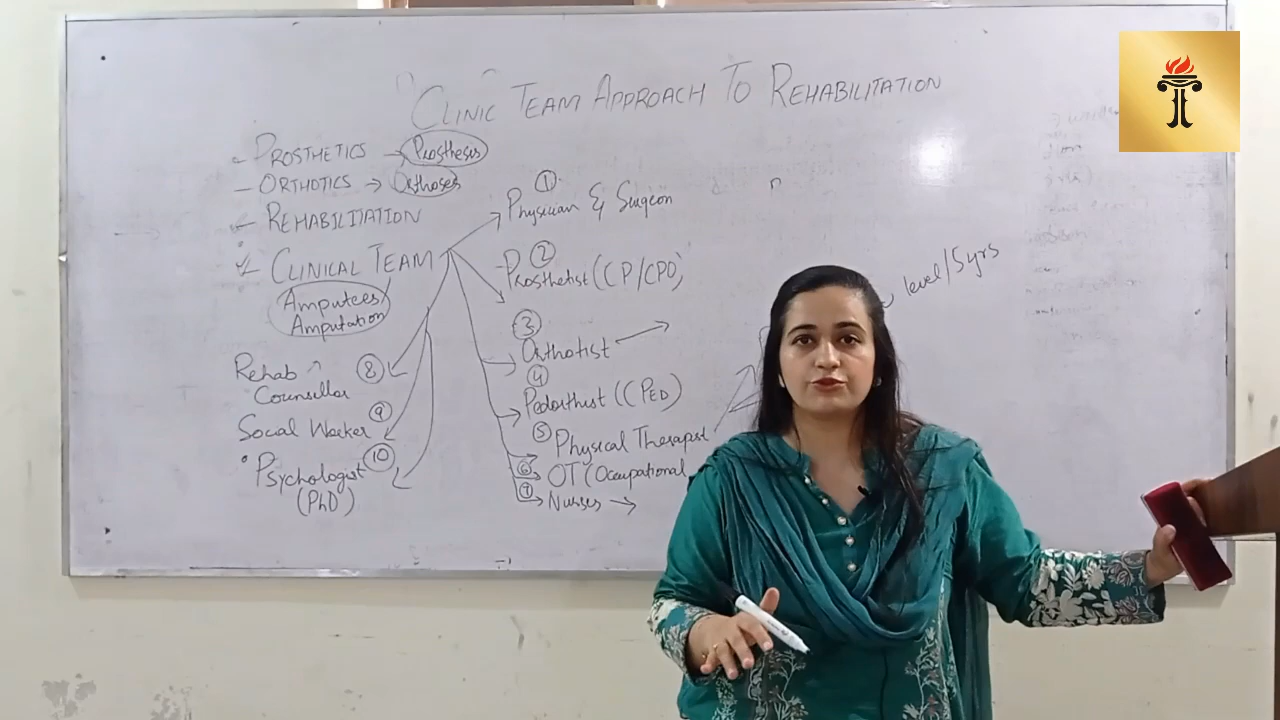 CLINIC TEAM APPROACH TO REHABILITATION
- PROSTHETICS → Prostheses
- ORTHOTICS → Orthoses
- REHABILITATION
- CLINICAL TEAM
Amputees/
Amputation
① Physician & Surgeon
② Prosthetist (CP/CPO)
③ Orthotist →
④ Pedorthist (C PED)
⑤ Physical Therapist
⑥ OT (Occupational
⑦ Nurses →
Rehab ⑧
Counsellor
Social Worker ⑨
Psychologist ⑩
(PhD)
level/5yrs